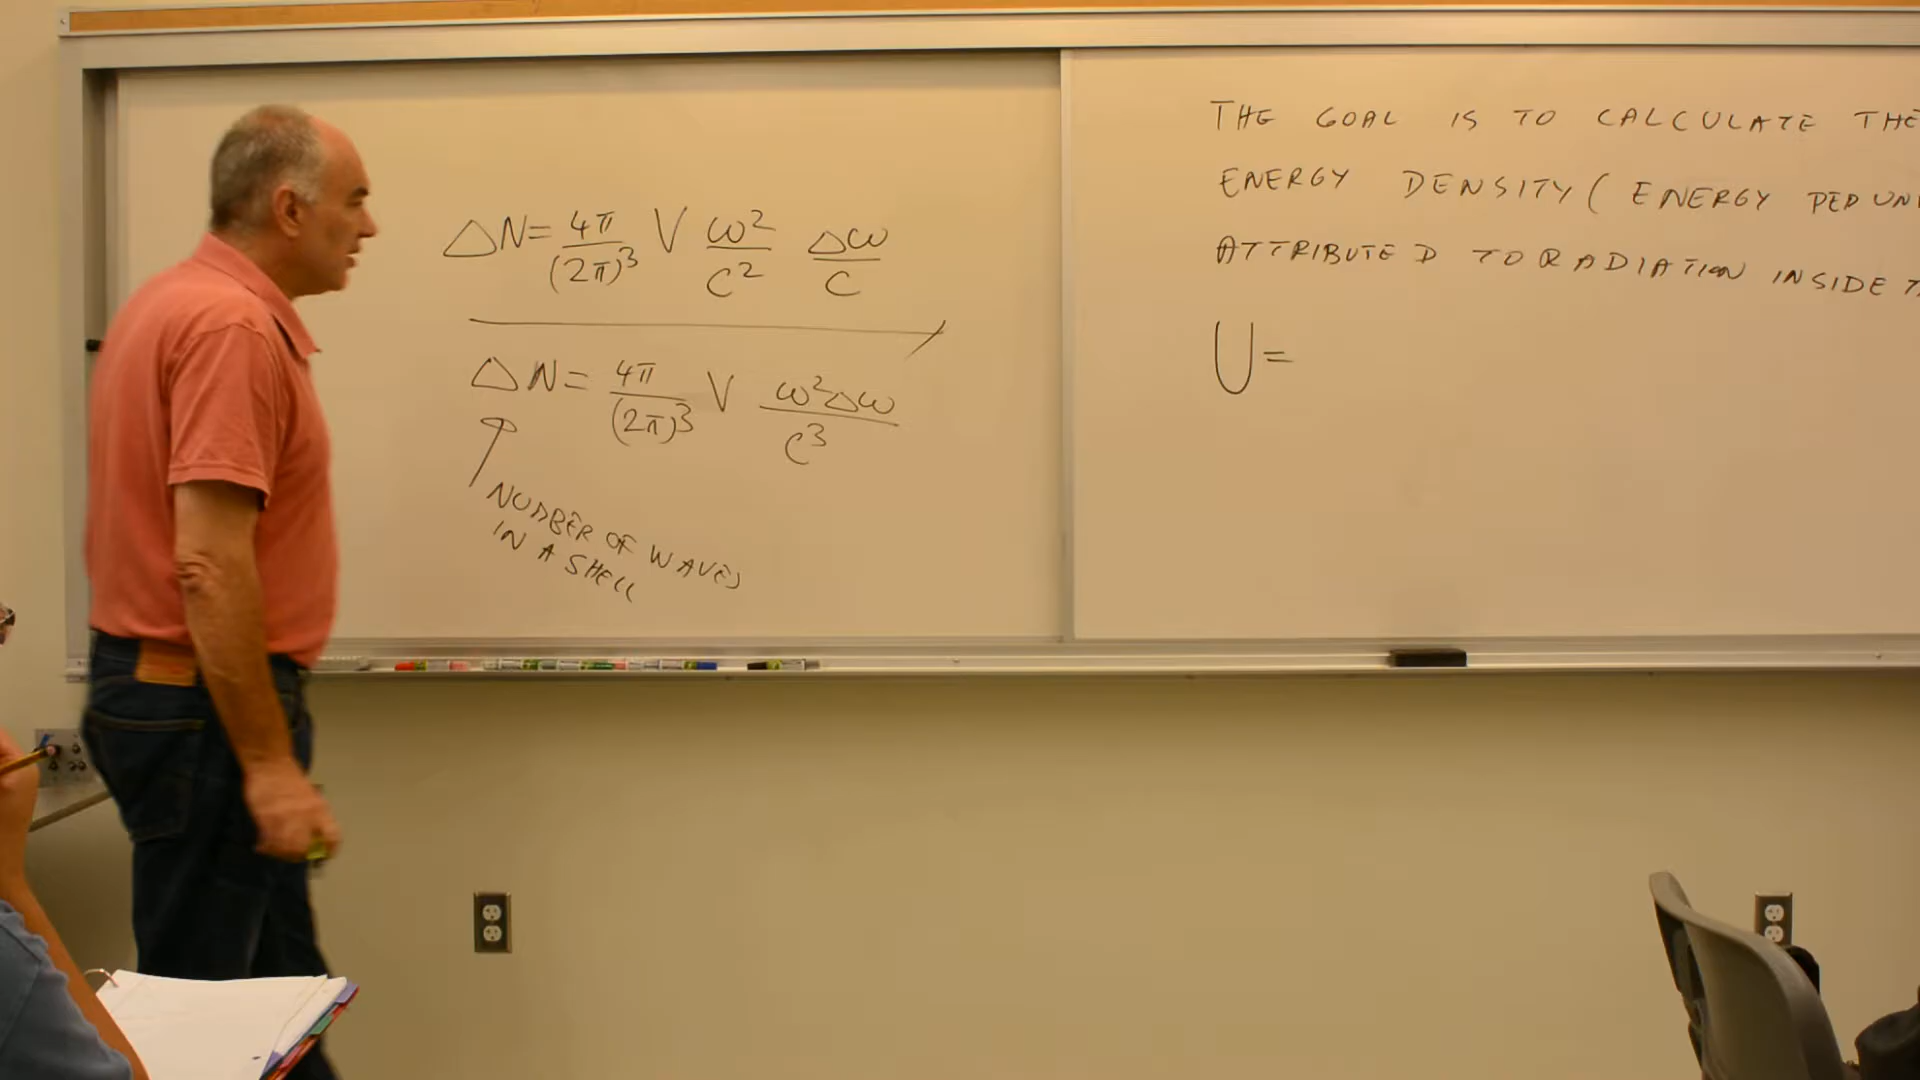 ΔN = 4π/(2π)³ V ω²/c² Δω/c
ΔN = 4π/(2π)³ V ω²Δω/c³
NUMBER OF WAVES
IN A SHELL
THE GOAL IS TO CALCULATE THE
ENERGY DENSITY (ENERGY PER UNI
ATTRIBUTED TO RADIATION INSIDE T
U =